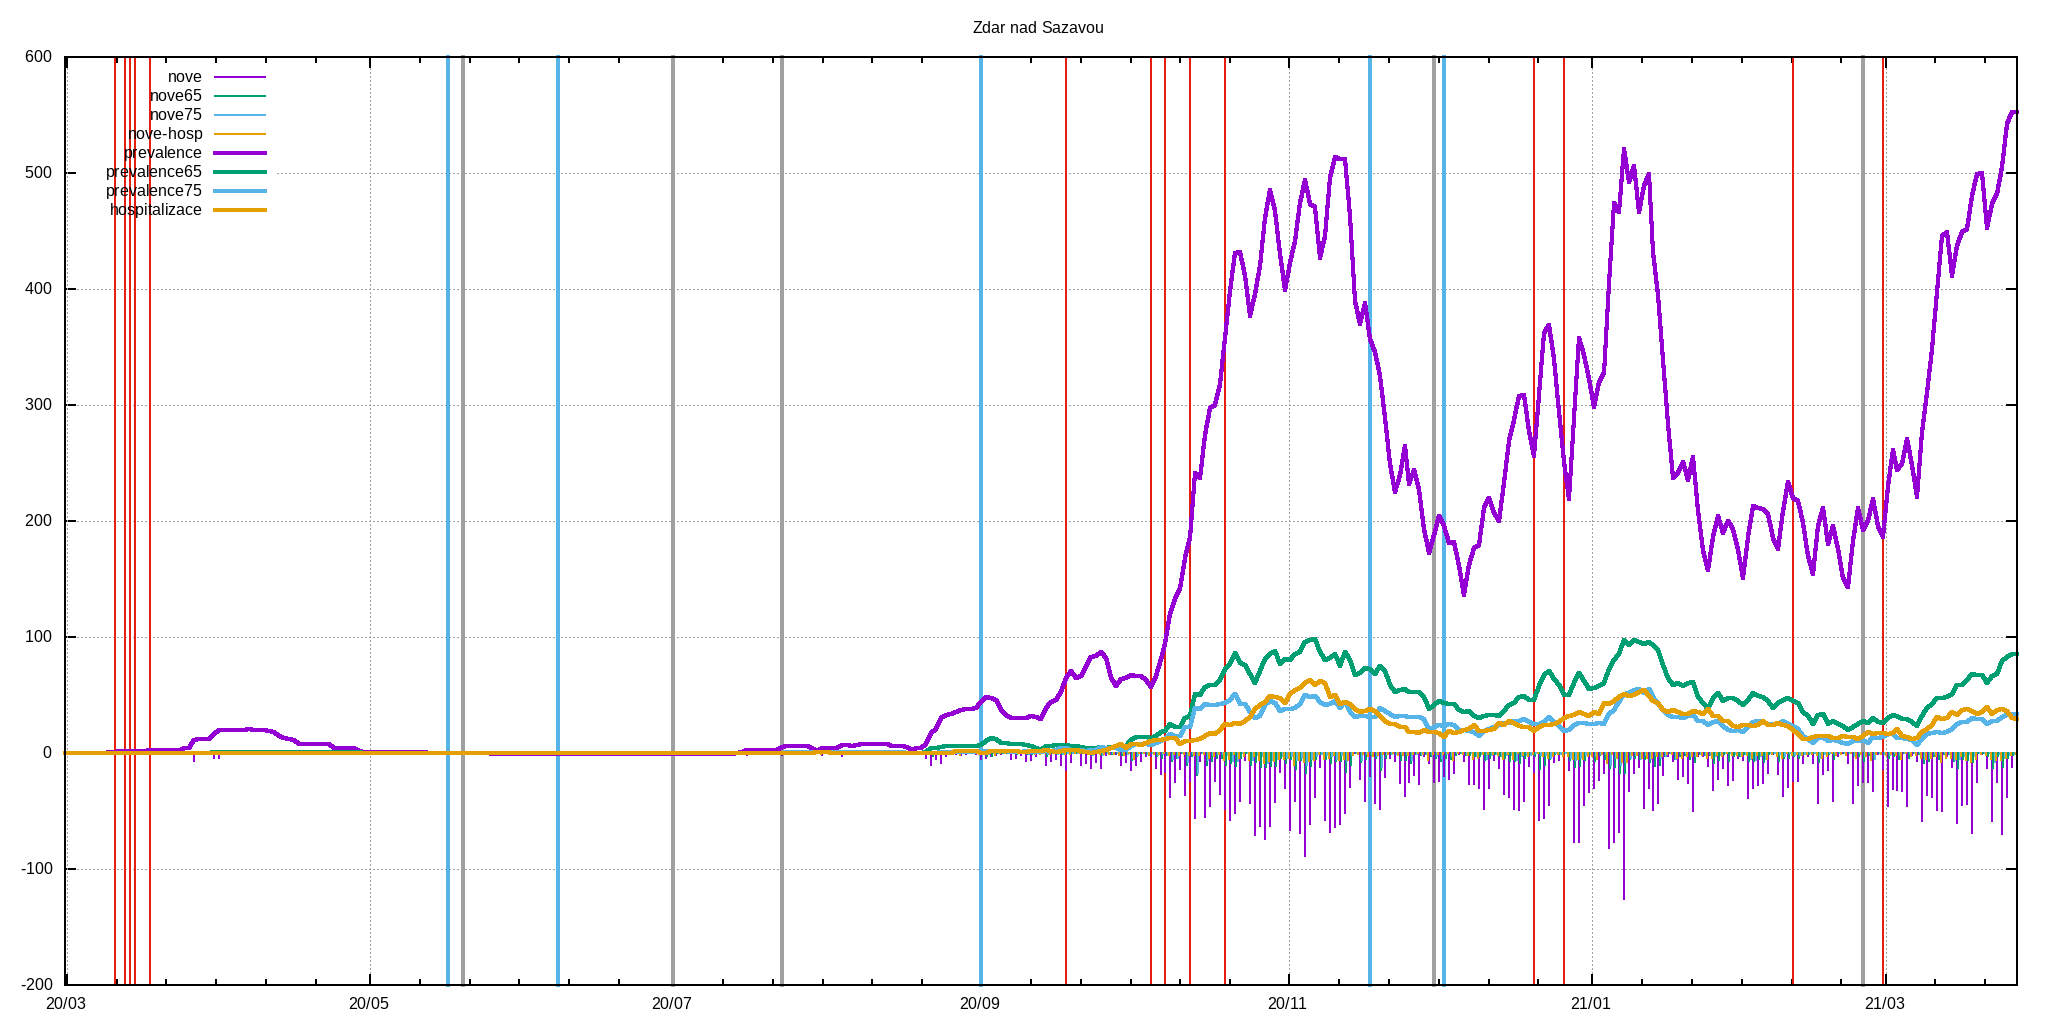 Zdar nad Sazavou
600
500
400
300
200
100
0
-100
-200
nove
nove65
nove75
nove-hosp
prevalence
prevalence65
prevalence75
hospitalizace
20/03 20/05 20/07 20/09 20/11 21/01 21/03